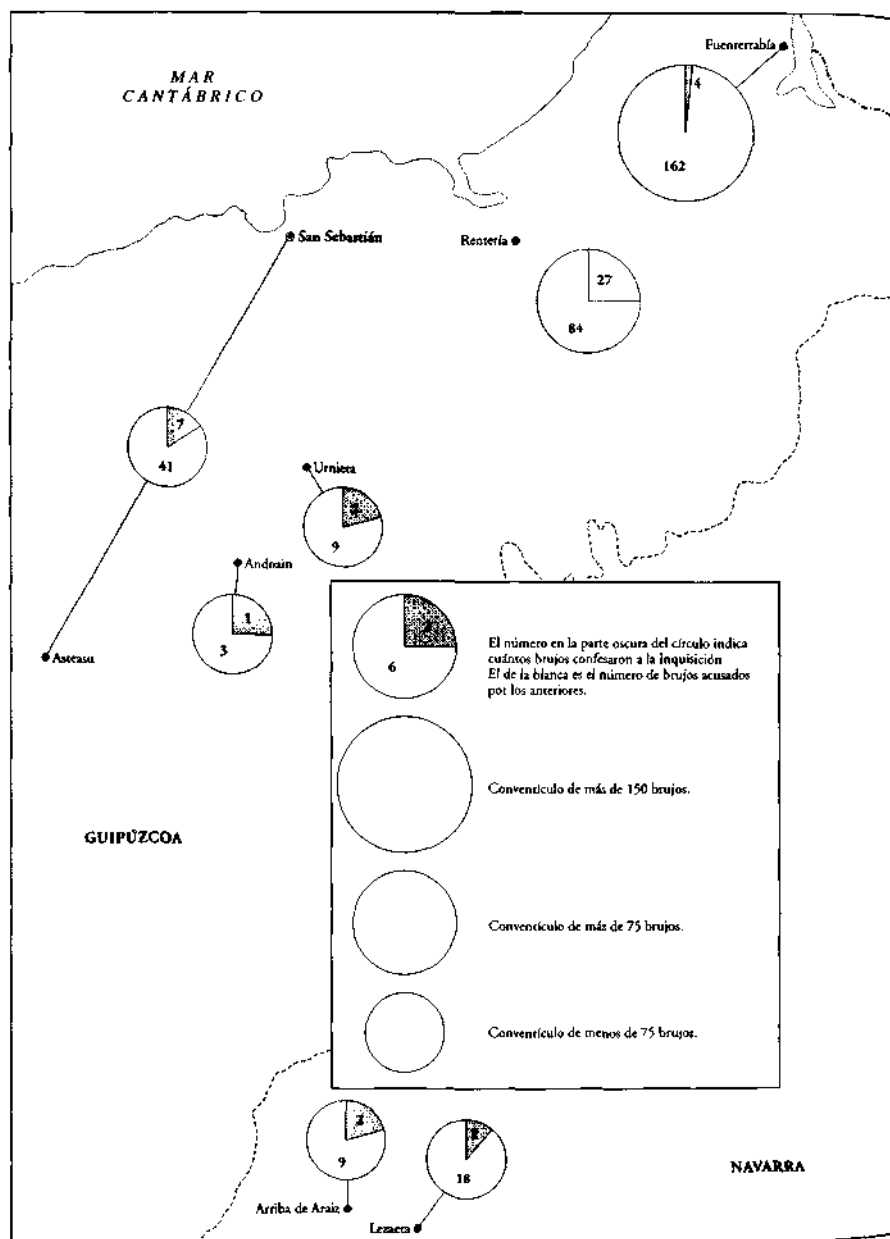 Fuenterrabía
MAR
CANTÁBRICO
4
162
San Sebastián
Rentería
27
84
7
41
Urnieta
9
Andoain
1
3
Asteasu
6
El número en la parte oscura del círculo indica
cuántos brujos confesaron a la Inquisición
El de la blanca es el número de brujos acusados
por los anteriores.
Conventículo de más de 150 brujos.
GUIPÚZCOA
Conventículo de más de 75 brujos.
Conventículo de menos de 75 brujos.
2
9
18
NAVARRA
Arriba de Araiz
Lezaeta